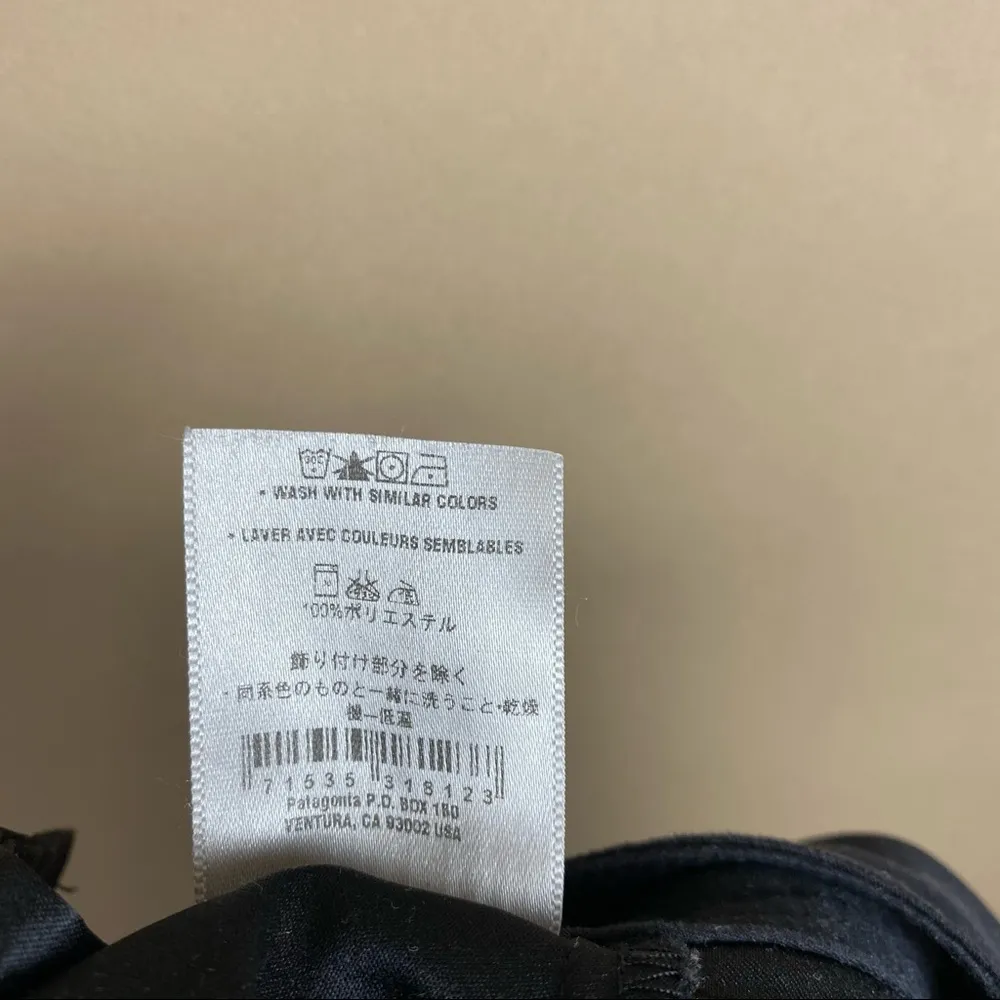 • WASH WITH SIMILAR COLORS
• LAVER AVEC COULEURS SEMBLABLES
100%ポリエステル
飾り付け部分を除く
・同系色のものと一緒に洗うこと・乾燥
機ー低温
71535 318123
Patagonia P.O. BOX 150
VENTURA, CA 93002 USA